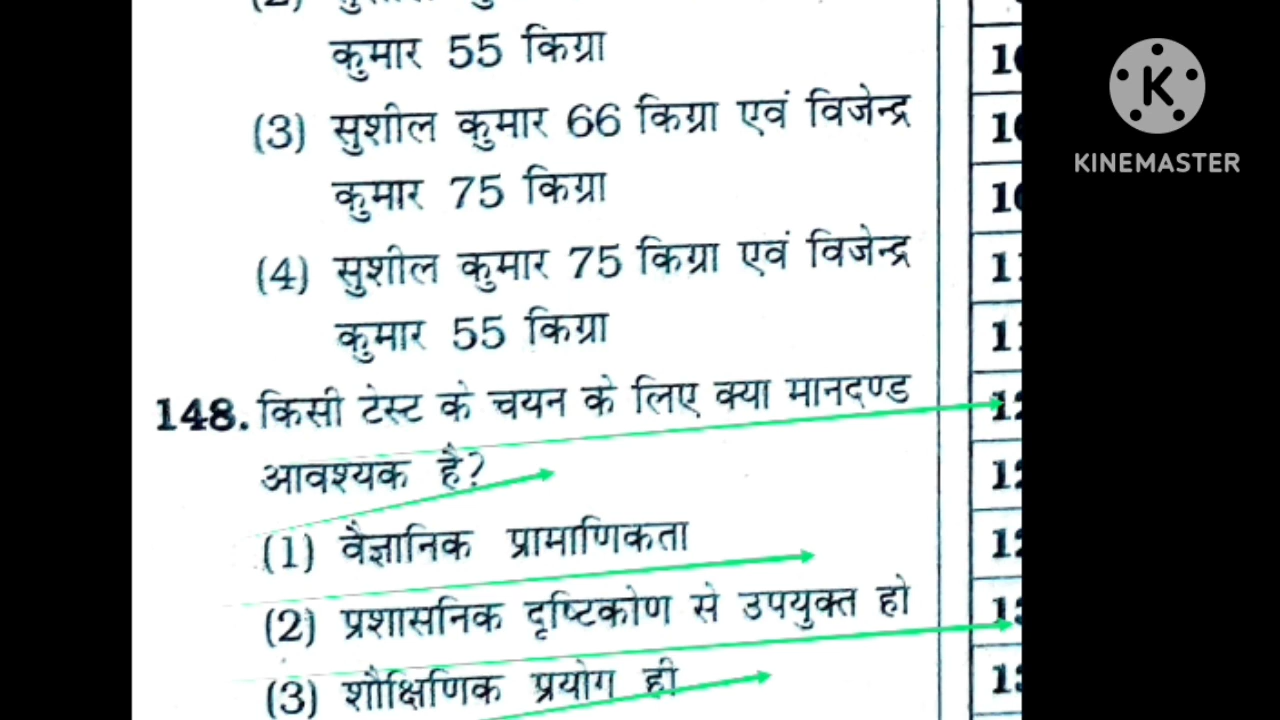 कुमार 55 किग्रा
(3) सुशील कुमार 66 किग्रा एवं विजेन्द्र
कुमार 75 किग्रा
(4) सुशील कुमार 75 किग्रा एवं विजेन्द्र
कुमार 55 किग्रा
148. किसी टेस्ट के चयन के लिए क्या मानदण्ड
आवश्यक है?
(1) वैज्ञानिक प्रामाणिकता
(2) प्रशासनिक दृष्टिकोण से उपयुक्त हो
(3) शौक्षिणिक प्रयोग ही
K
KINEMASTER